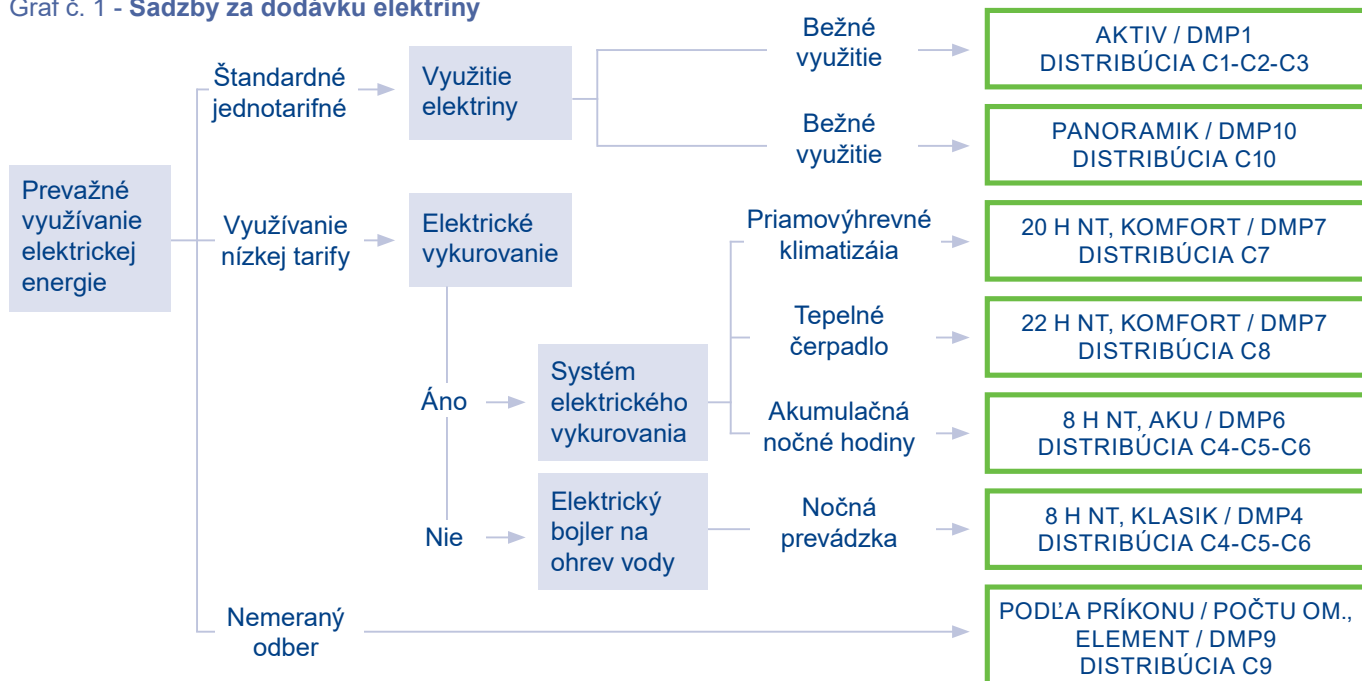 Graf č. 1 - Sadzby za dodávku elektriny
Prevažné
využívanie
elektrickej
energie
Štandardné
jednotarifné
Využitie
elektriny
Bežné
využitie
AKTIV / DMP1
DISTRIBÚCIA C1-C2-C3
Bežné
využitie
PANORAMIK / DMP10
DISTRIBÚCIA C10
Využívanie
nízkej tarify
Elektrické
vykurovanie
Áno
Systém
elektrického
vykurovania
Priamovýhrevné
klimatizáia
20 H NT, KOMFORT / DMP7
DISTRIBÚCIA C7
Tepelné
čerpadlo
22 H NT, KOMFORT / DMP7
DISTRIBÚCIA C8
Akumulačná
nočné hodiny
8 H NT, AKU / DMP6
DISTRIBÚCIA C4-C5-C6
Nie
Elektrický
bojler na
ohrev vody
Nočná
prevádzka
8 H NT, KLASIK / DMP4
DISTRIBÚCIA C4-C5-C6
Nemeraný
odber
PODĽA PRÍKONU / POČTU OM.,
ELEMENT / DMP9
DISTRIBÚCIA C9